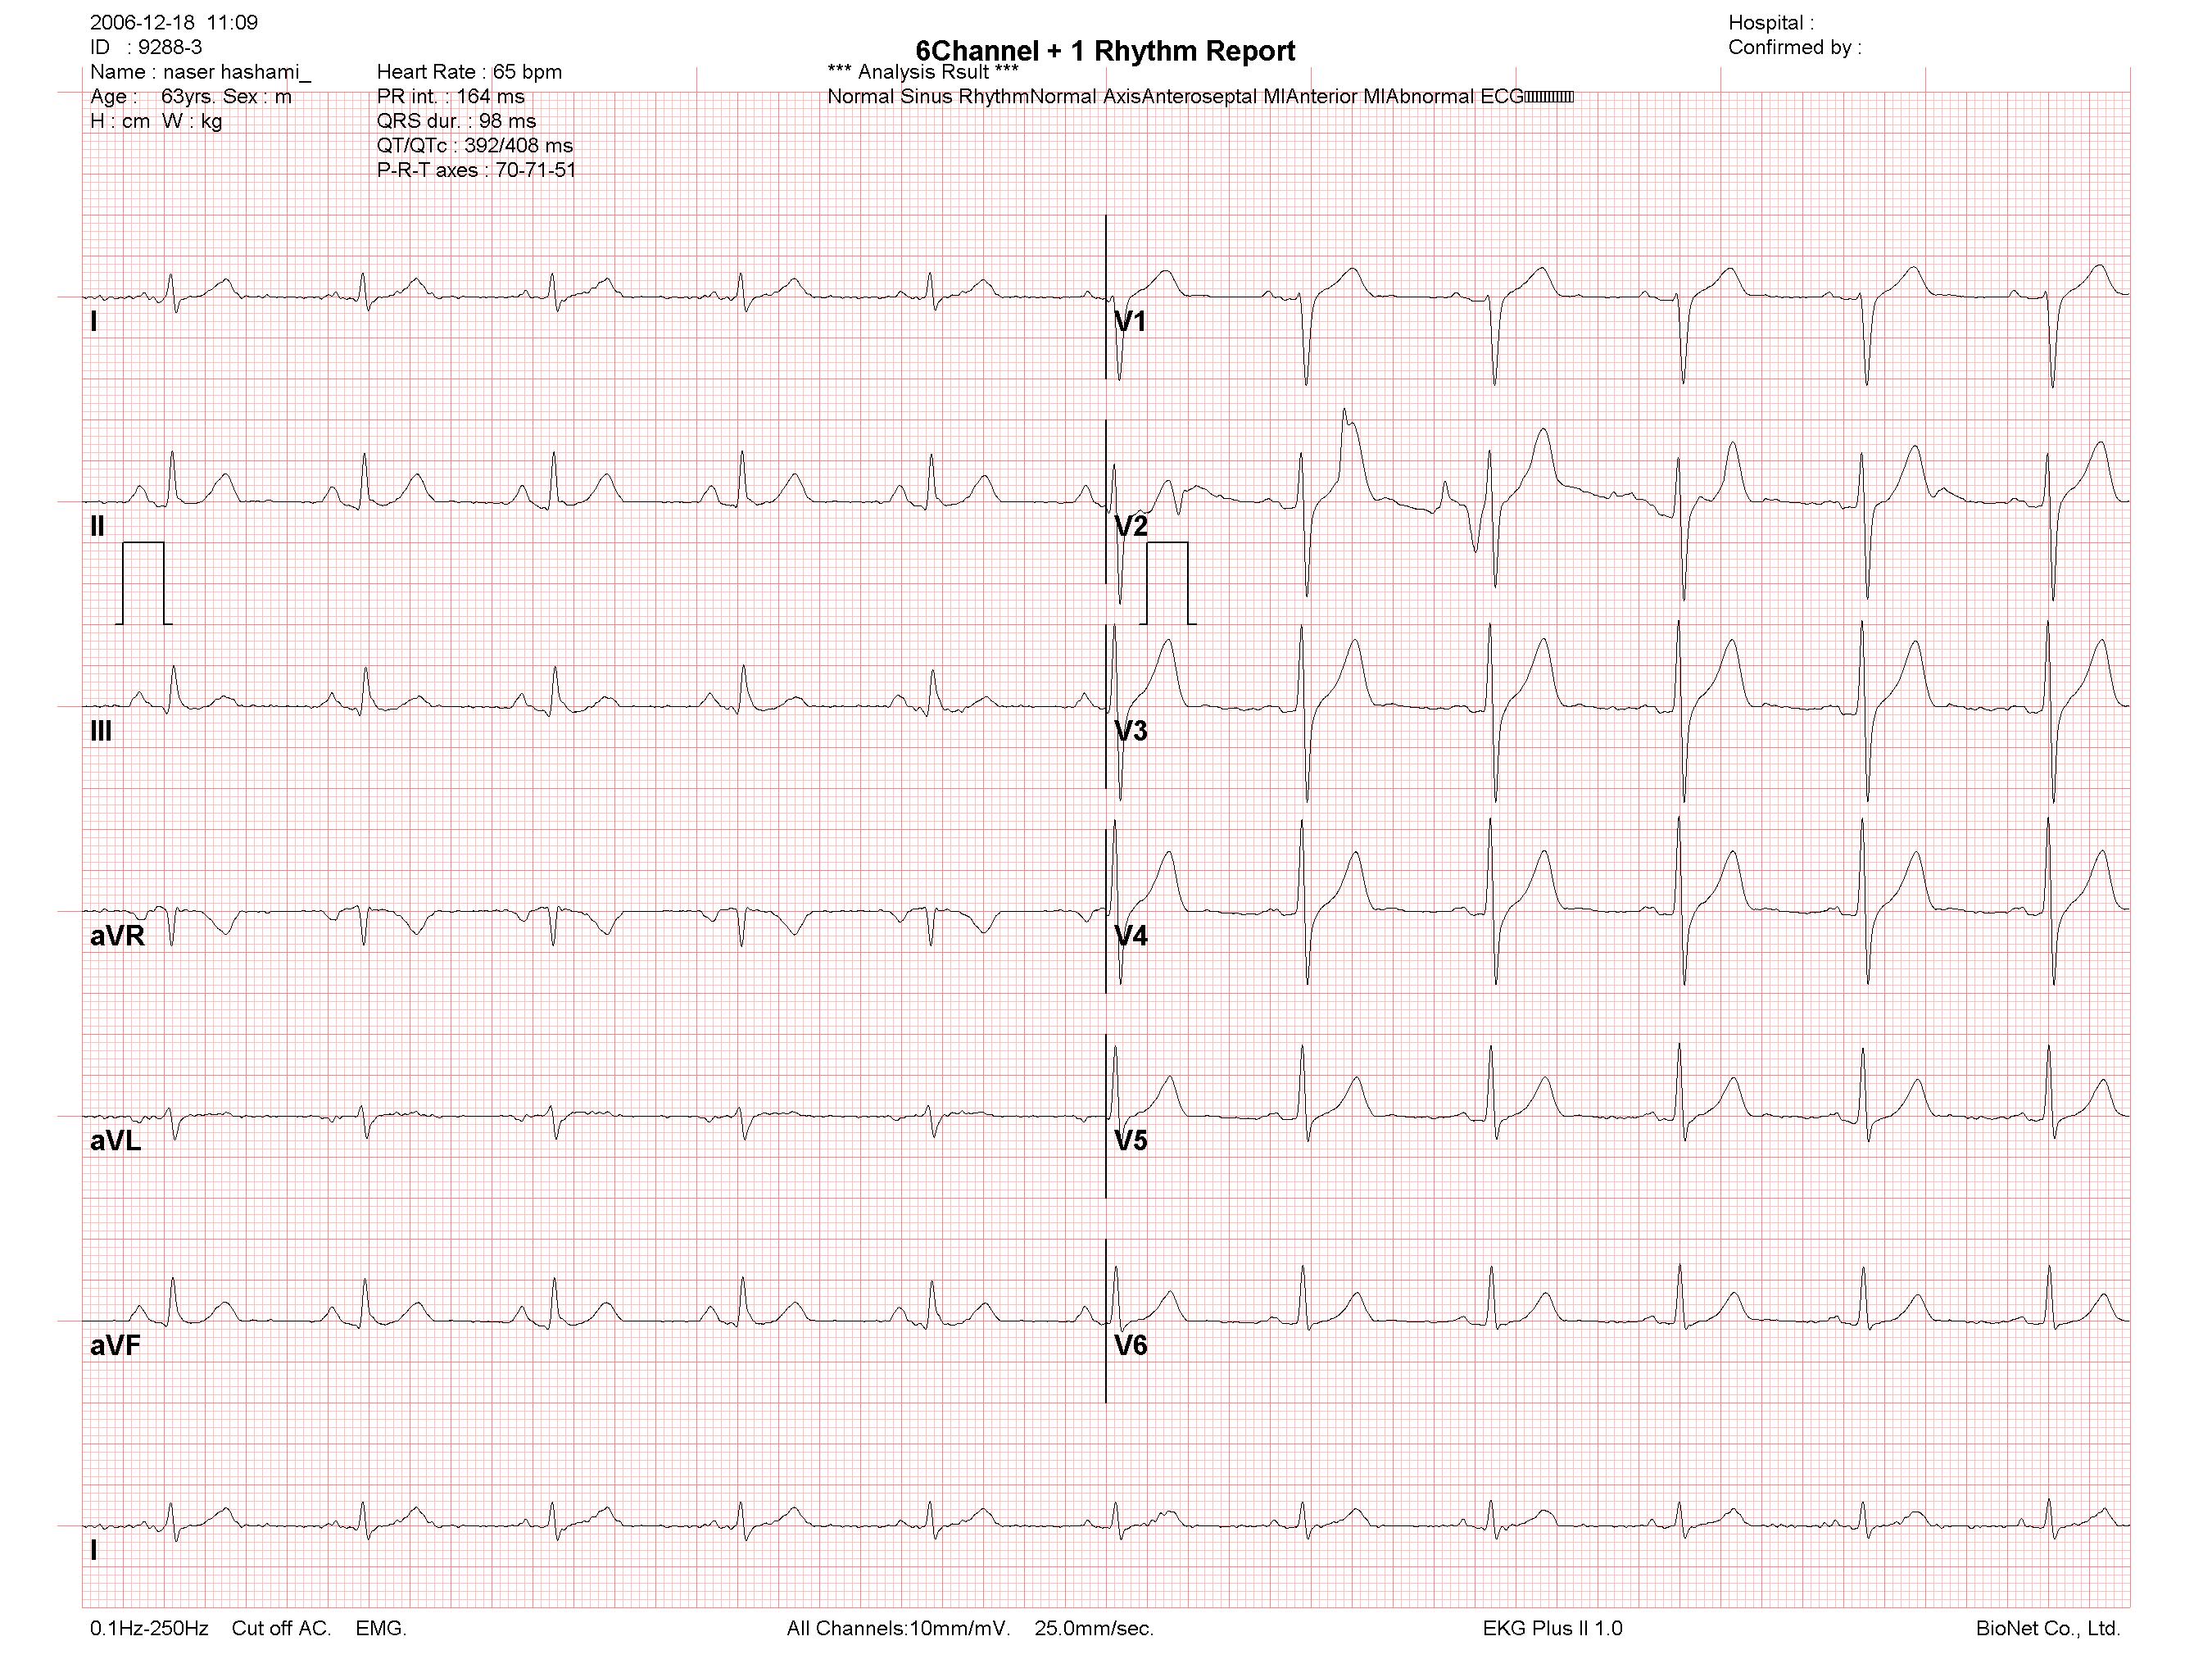 2006-12-18 11:09
ID : 9288-3
Name : naser hashami_
Age : 63yrs. Sex : m
H : cm W : kg
Heart Rate : 65 bpm
PR int. : 164 ms
QRS dur. : 98 ms
QT/QTc : 392/408 ms
P-R-T axes : 70-71-51
6Channel + 1 Rhythm Report
*** Analysis Rsult ***
Normal Sinus RhythmNormal AxisAnteroseptal MIAnterior MIAbnormal ECG
Hospital :
Confirmed by :
I
V1
II
V2
III
V3
aVR
V4
aVL
V5
aVF
V6
I
0.1Hz-250Hz Cut off AC. EMG.
All Channels:10mm/mV. 25.0mm/sec.
EKG Plus II 1.0
BioNet Co., Ltd.